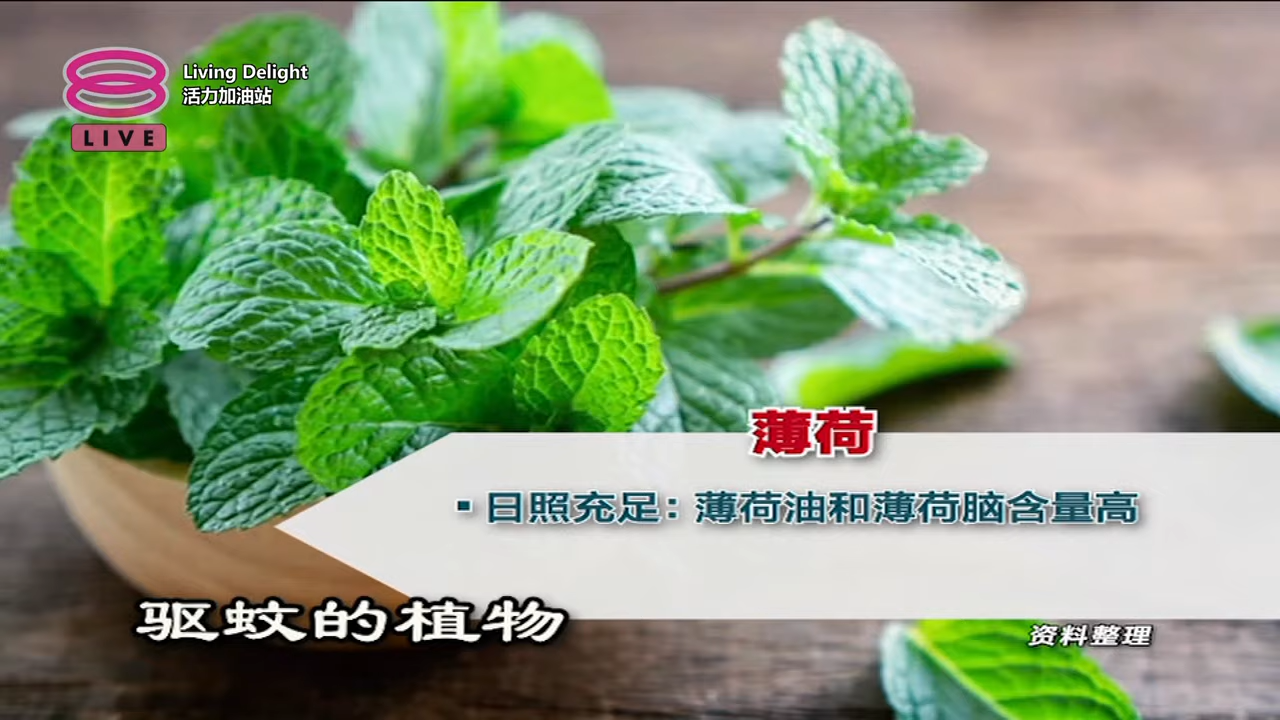 Living Delight
活力加油站
LIVE
薄荷
▪ 日照充足：薄荷油和薄荷脑含量高
驱蚊的植物
资料整理